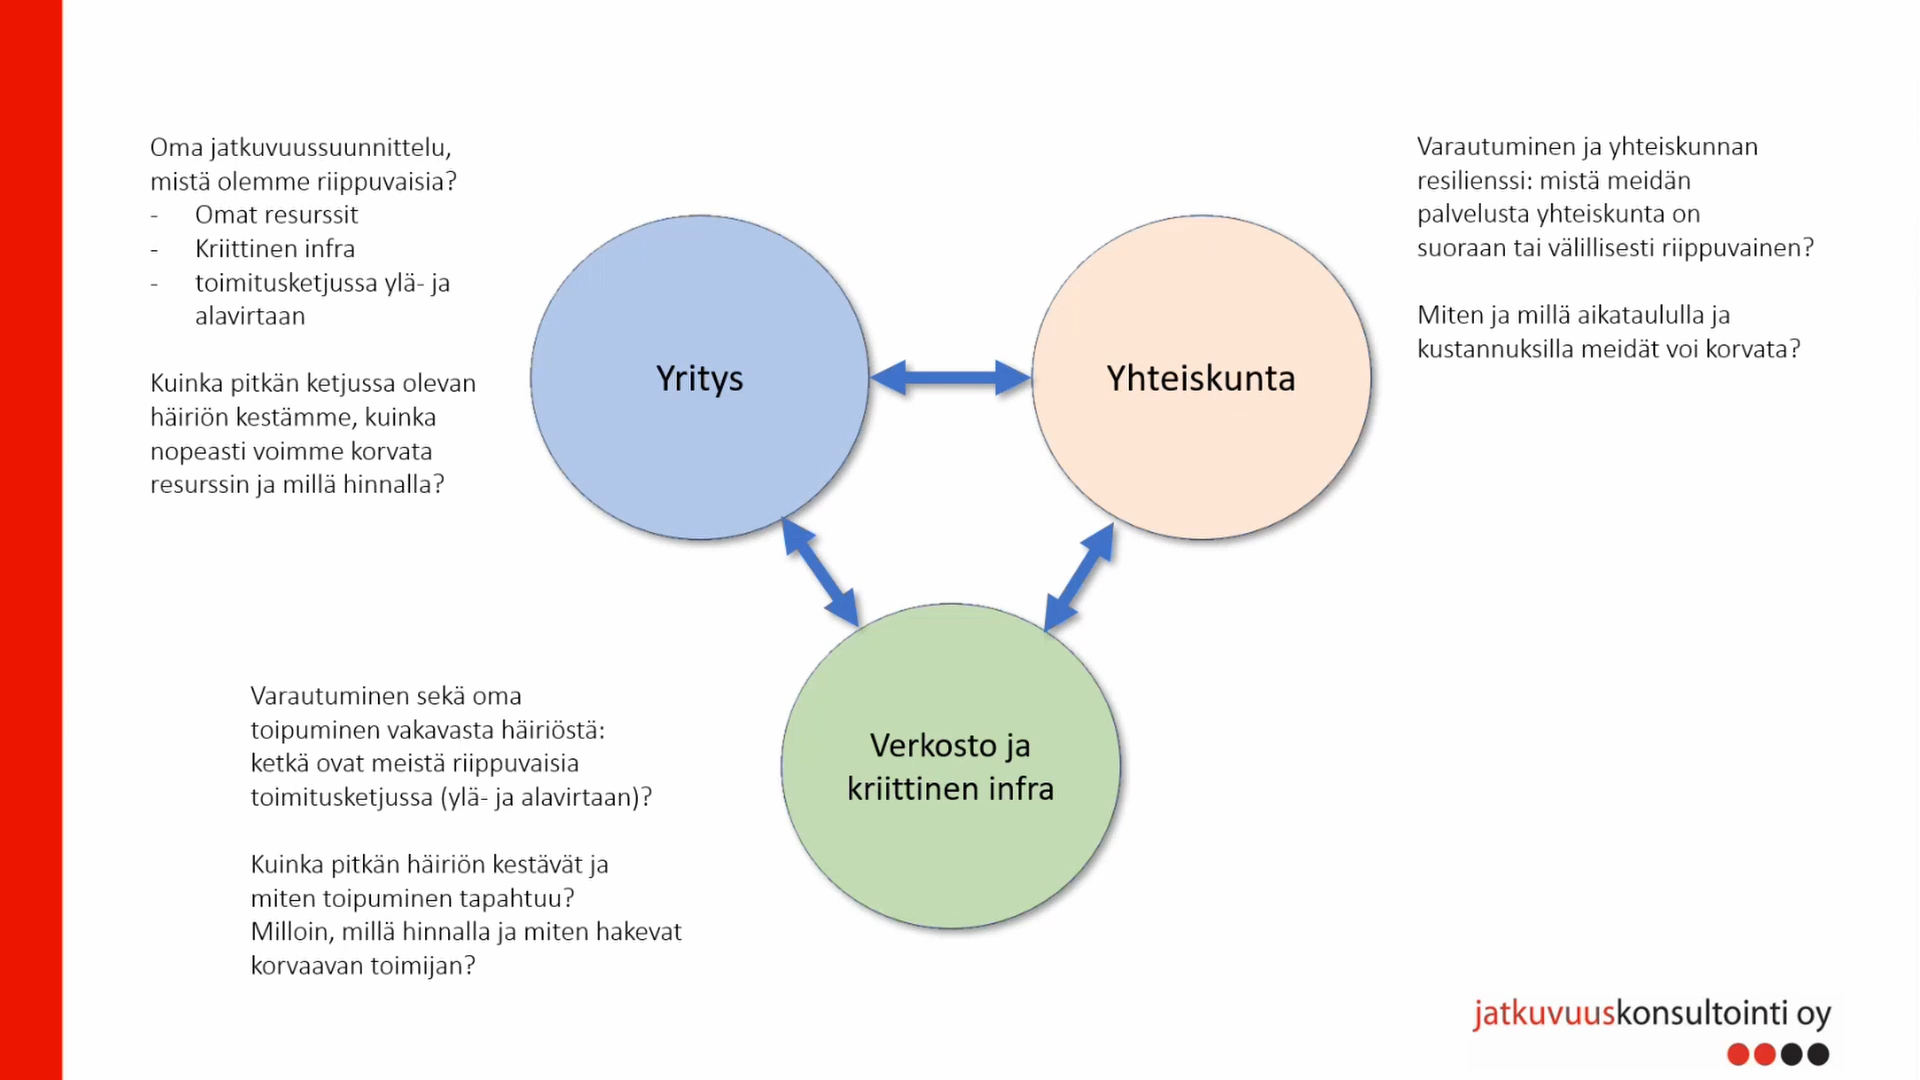 Oma jatkuvuussuunnittelu,
mistä olemme riippuvaisia?
- Omat resurssit
- Kriittinen infra
- toimitusketjussa ylä- ja
alavirtaan
Kuinka pitkän ketjussa olevan
häiriön kestämme, kuinka
nopeasti voimme korvata
resurssin ja millä hinnalla?
Yritys
Yhteiskunta
Varautuminen ja yhteiskunnan
resilienssi: mistä meidän
palvelusta yhteiskunta on
suoraan tai välillisesti riippuvainen?
Miten ja millä aikataululla ja
kustannuksilla meidät voi korvata?
Varautuminen sekä oma
toipuminen vakavasta häiriöstä:
ketkä ovat meistä riippuvaisia
toimitusketjussa (ylä- ja alavirtaan)?
Kuinka pitkän häiriön kestävät ja
miten toipuminen tapahtuu?
Milloin, millä hinnalla ja miten hakevat
korvaavan toimijan?
Verkosto ja
kriittinen infra
jatkuvuuskonsultointi oy